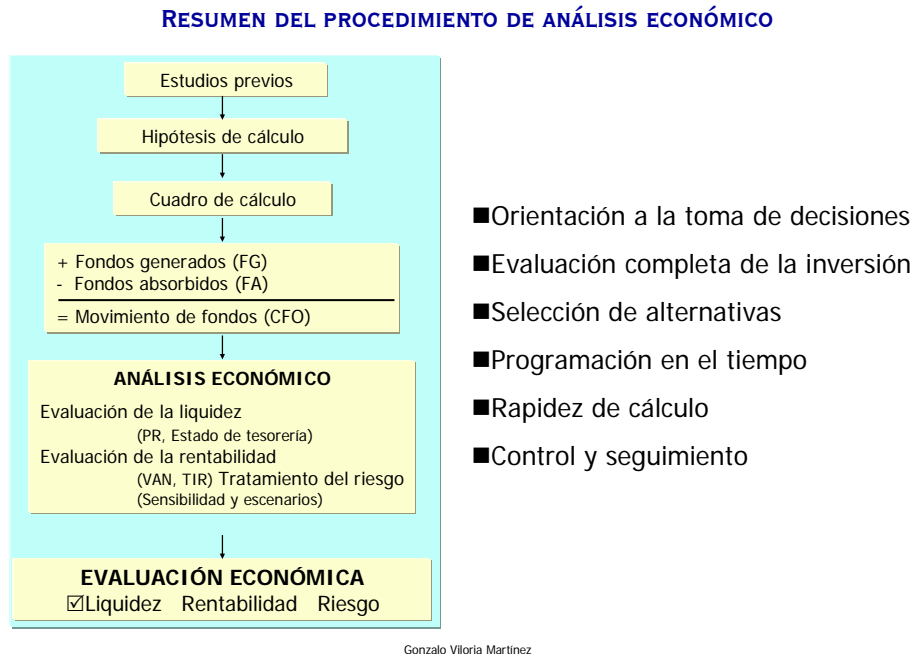 RESUMEN DEL PROCEDIMIENTO DE ANÁLISIS ECONÓMICO
Estudios previos
Hipótesis de cálculo
Cuadro de cálculo
+ Fondos generados (FG)
- Fondos absorbidos (FA)
= Movimiento de fondos (CFO)
ANÁLISIS ECONÓMICO
Evaluación de la liquidez
(PR, Estado de tesorería)
Evaluación de la rentabilidad
(VAN, TIR) Tratamiento del riesgo
(Sensibilidad y escenarios)
EVALUACIÓN ECONÓMICA
☑Liquidez Rentabilidad Riesgo
■Orientación a la toma de decisiones
■Evaluación completa de la inversión
■Selección de alternativas
■Programación en el tiempo
■Rapidez de cálculo
■Control y seguimiento
Gonzalo Viloria Martínez